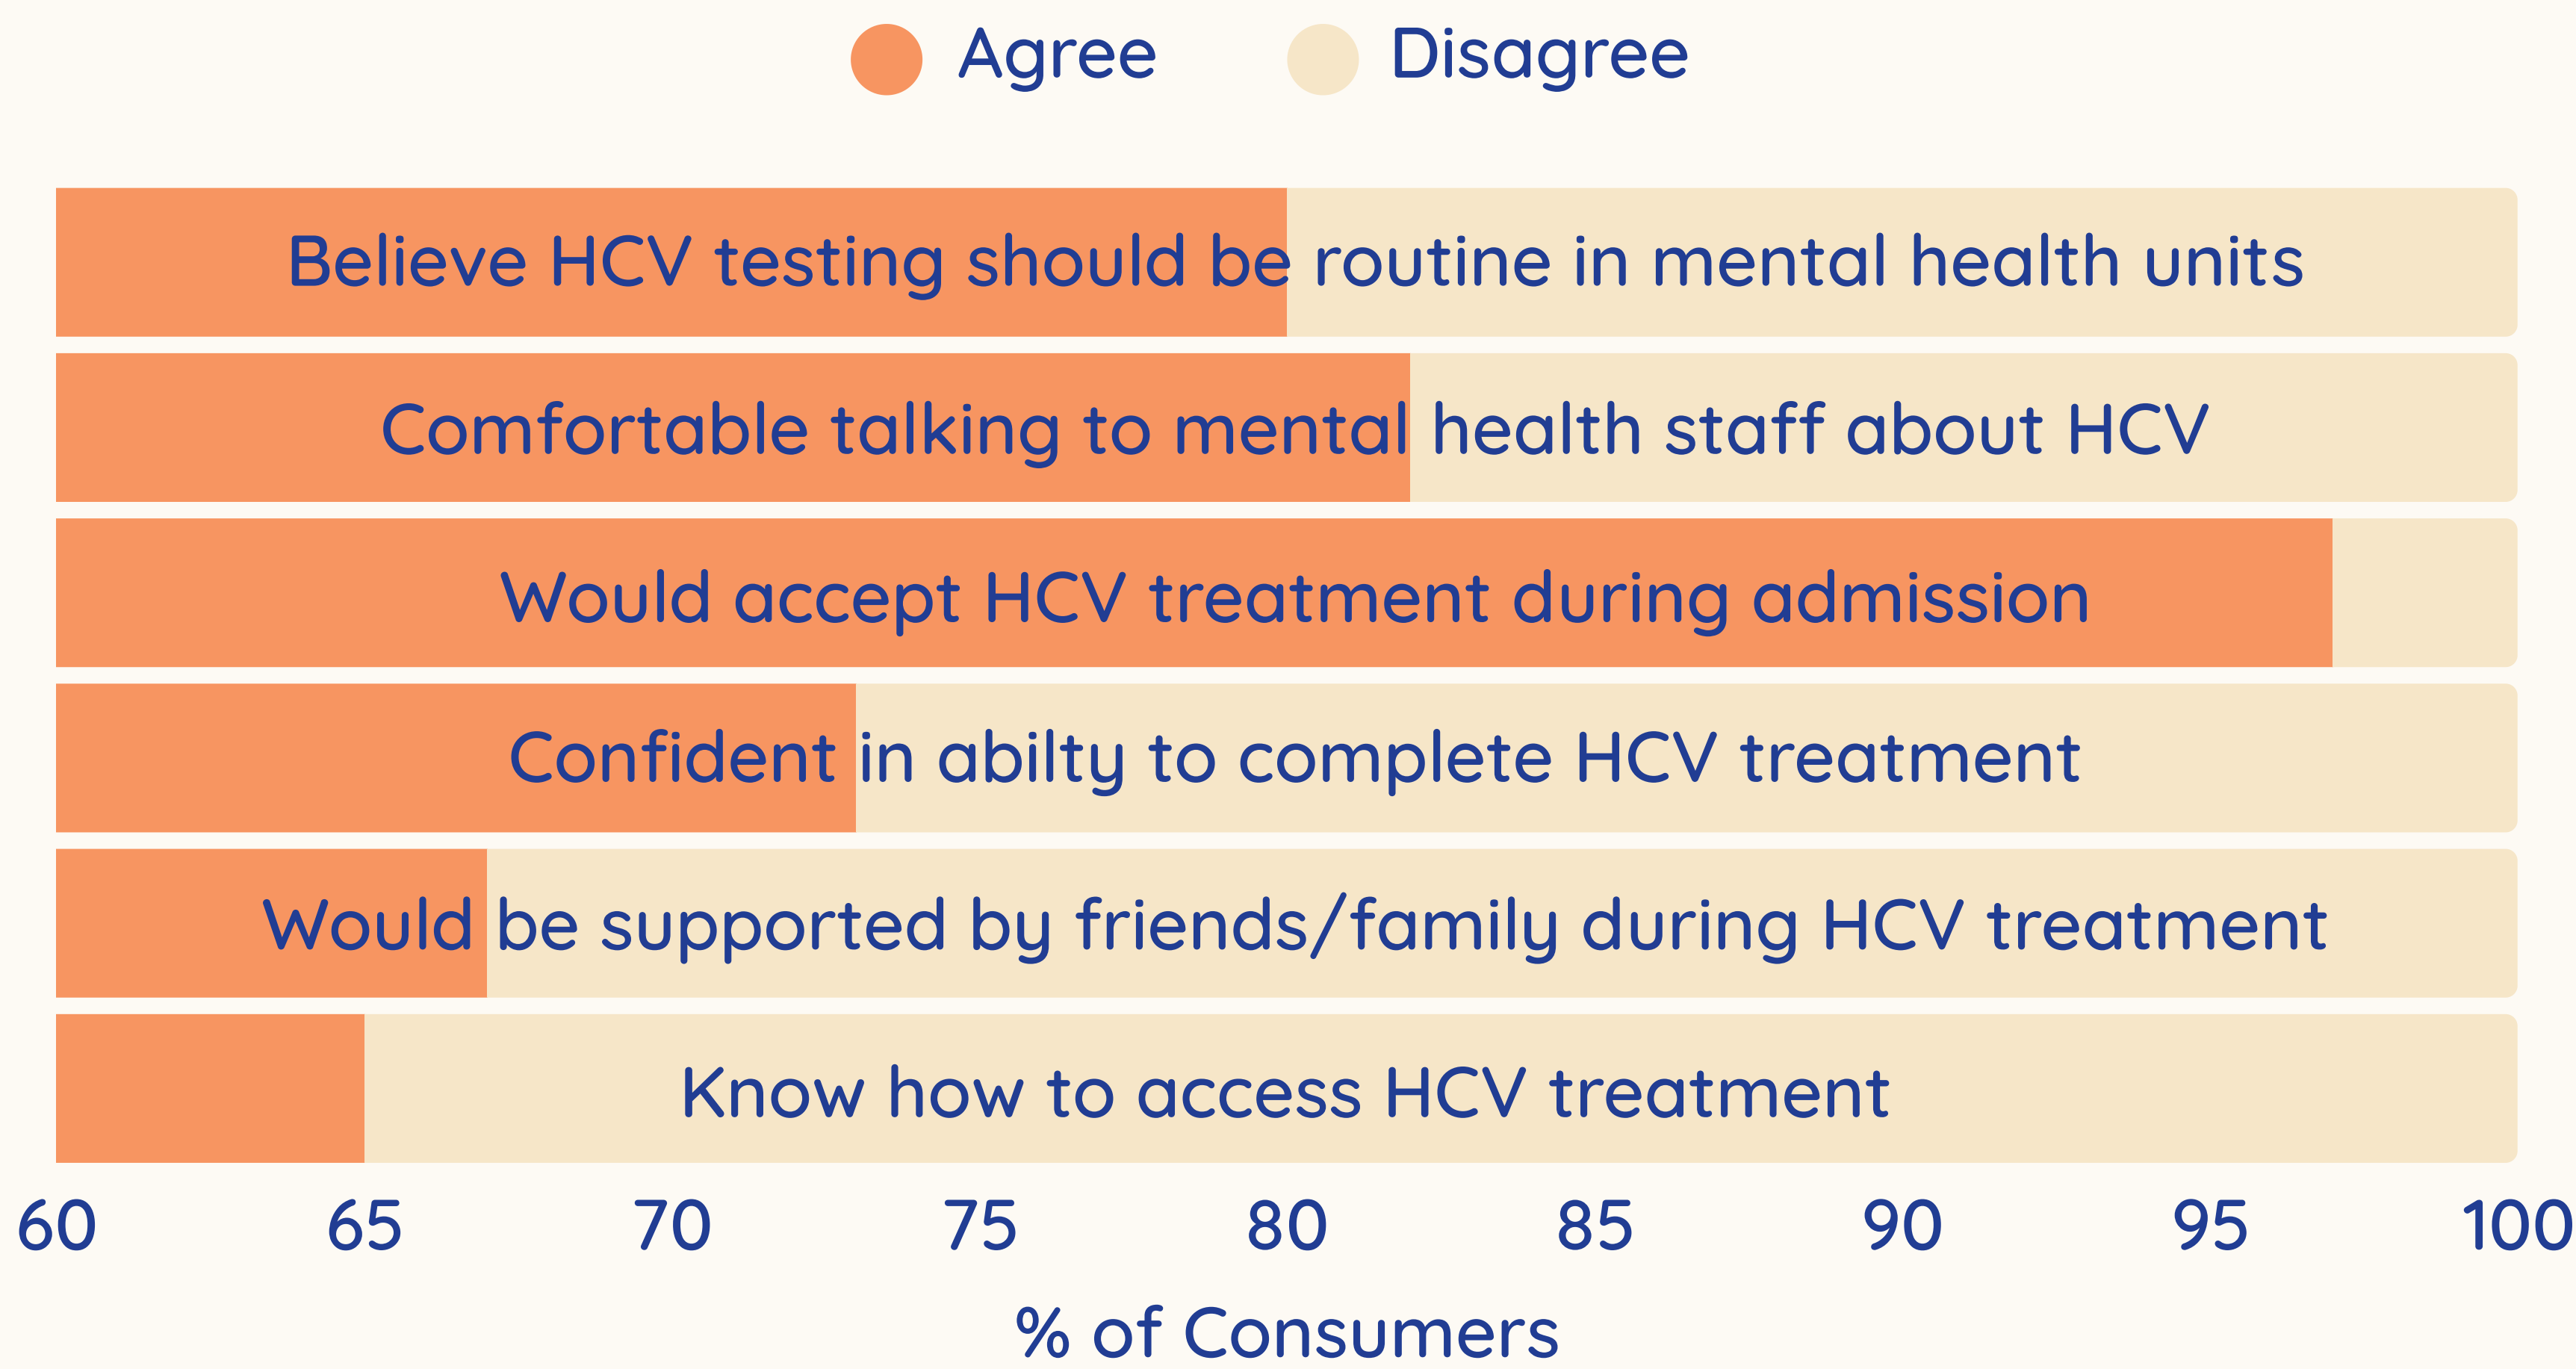 Agree Disagree
Believe HCV testing should be routine in mental health units
Comfortable talking to mental health staff about HCV
Would accept HCV treatment during admission
Confident in abilty to complete HCV treatment
Would be supported by friends/family during HCV treatment
Know how to access HCV treatment
60 65 70 75 80 85 90 95 100
% of Consumers